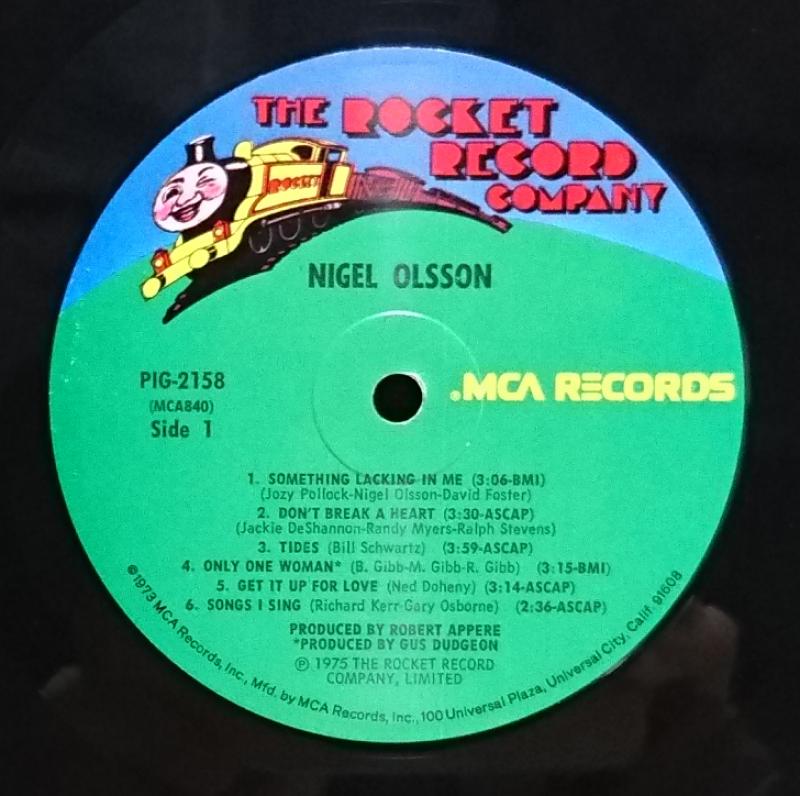 THE ROCKET
RECORD
COMPANY
ROCKET
NIGEL OLSSON
PIG-2158
(MCA840)
Side 1
.MCA RECORDS
1. SOMETHING LACKING IN ME (3:06-BMI)
(Jozy Pollock-Nigel Olsson-David Foster)
2. DON'T BREAK A HEART (3:30-ASCAP)
(Jackie DeShannon-Randy Myers-Ralph Stevens)
3. TIDES (Bill Schwartz) (3:59-ASCAP)
4. ONLY ONE WOMAN* (B. Gibb-M. Gibb-R. Gibb) (3:15-BMI)
5. GET IT UP FOR LOVE (Ned Doheny) (3:14-ASCAP)
6. SONGS I SING (Richard Kerr-Gary Osborne) (2:36-ASCAP)
PRODUCED BY ROBERT APPERE
*PRODUCED BY GUS DUDGEON
℗ 1975 THE ROCKET RECORD
COMPANY, LIMITED
©1973 MCA Records, Inc., Mfd. by MCA Records, Inc., 100 Universal Plaza, Universal City, Calif. 91608